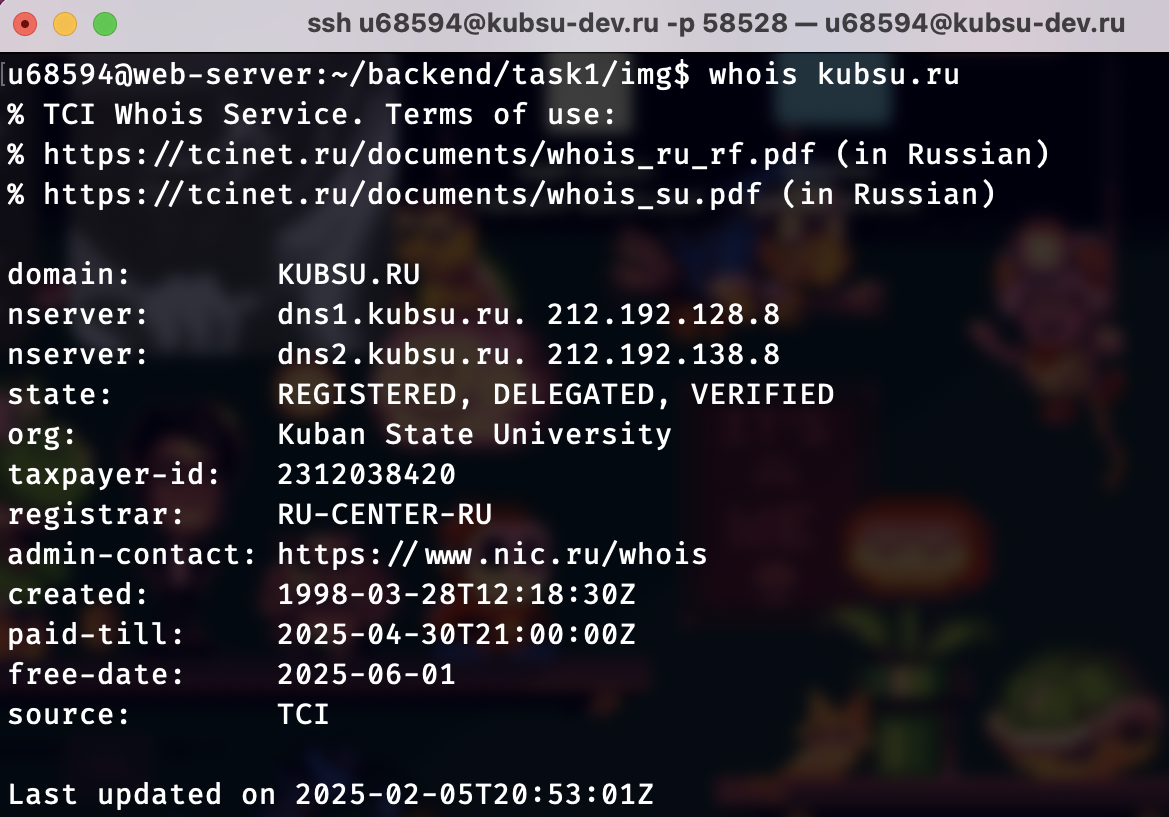 ssh u68594@kubsu-dev.ru -p 58528 — u68594@kubsu-dev.ru
u68594@web-server:~/backend/task1/img$ whois kubsu.ru
% TCI Whois Service. Terms of use:
% https://tcinet.ru/documents/whois_ru_rf.pdf (in Russian)
% https://tcinet.ru/documents/whois_su.pdf (in Russian)
domain: KUBSU.RU
nserver: dns1.kubsu.ru. 212.192.128.8
nserver: dns2.kubsu.ru. 212.192.138.8
state: REGISTERED, DELEGATED, VERIFIED
org: Kuban State University
taxpayer-id: 2312038420
registrar: RU-CENTER-RU
admin-contact: https://www.nic.ru/whois
created: 1998-03-28T12:18:30Z
paid-till: 2025-04-30T21:00:00Z
free-date: 2025-06-01
source: TCI
Last updated on 2025-02-05T20:53:01Z